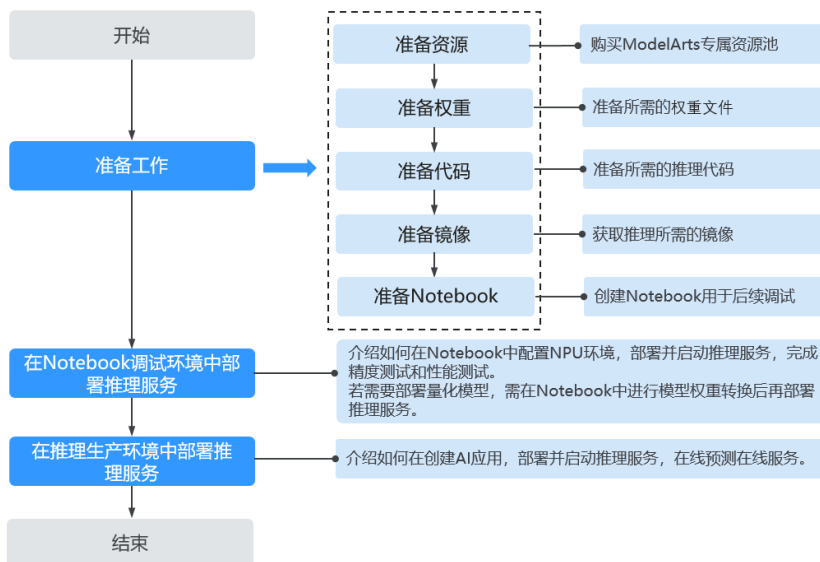 开始
准备工作
准备资源
购买ModelArts专属资源池
准备权重
准备所需的权重文件
准备代码
准备所需的推理代码
准备镜像
获取推理所需的镜像
准备Notebook
创建Notebook用于后续调试
在Notebook调试环境中部
署推理服务
介绍如何在Notebook中配置NPU环境，部署并启动推理服务，完成
精度测试和性能测试。
若需要部署量化模型，需在Notebook中进行模型权重转换后再部署
推理服务。
在推理生产环境中部署推
理服务
介绍如何在创建AI应用，部署并启动推理服务，在线预测在线服务。
结束